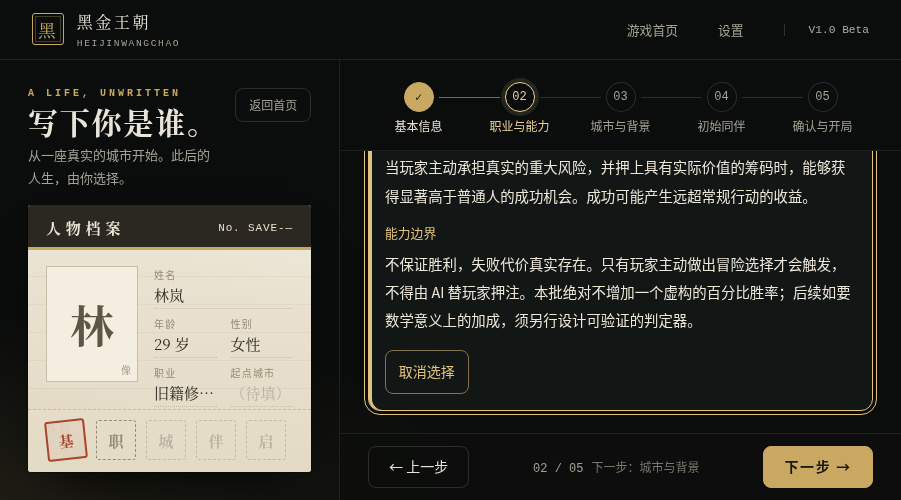 黑
黑金王朝
HEIJINWANGCHAO
游戏首页
设置
V1.0 Beta
A LIFE, UNWRITTEN
写下你是谁。
返回首页
从一座真实的城市开始。此后的
人生，由你选择。
人物档案
No. SAVE-—
林
像
姓名
林岚
年龄
性别
29 岁
女性
职业
起点城市
旧籍修…
（待填）
基
职
城
伴
启
✓
02
03
04
05
基本信息
职业与能力
城市与背景
初始同伴
确认与开局
当玩家主动承担真实的重大风险，并押上具有实际价值的筹码时，能够获
得显著高于普通人的成功机会。成功可能产生远超常规行动的收益。
能力边界
不保证胜利，失败代价真实存在。只有玩家主动做出冒险选择才会触发，
不得由 AI 替玩家押注。本批绝对不增加一个虚构的百分比胜率；后续如要
数学意义上的加成，须另行设计可验证的判定器。
取消选择
← 上一步
02 / 05 下一步：城市与背景
下一步 →